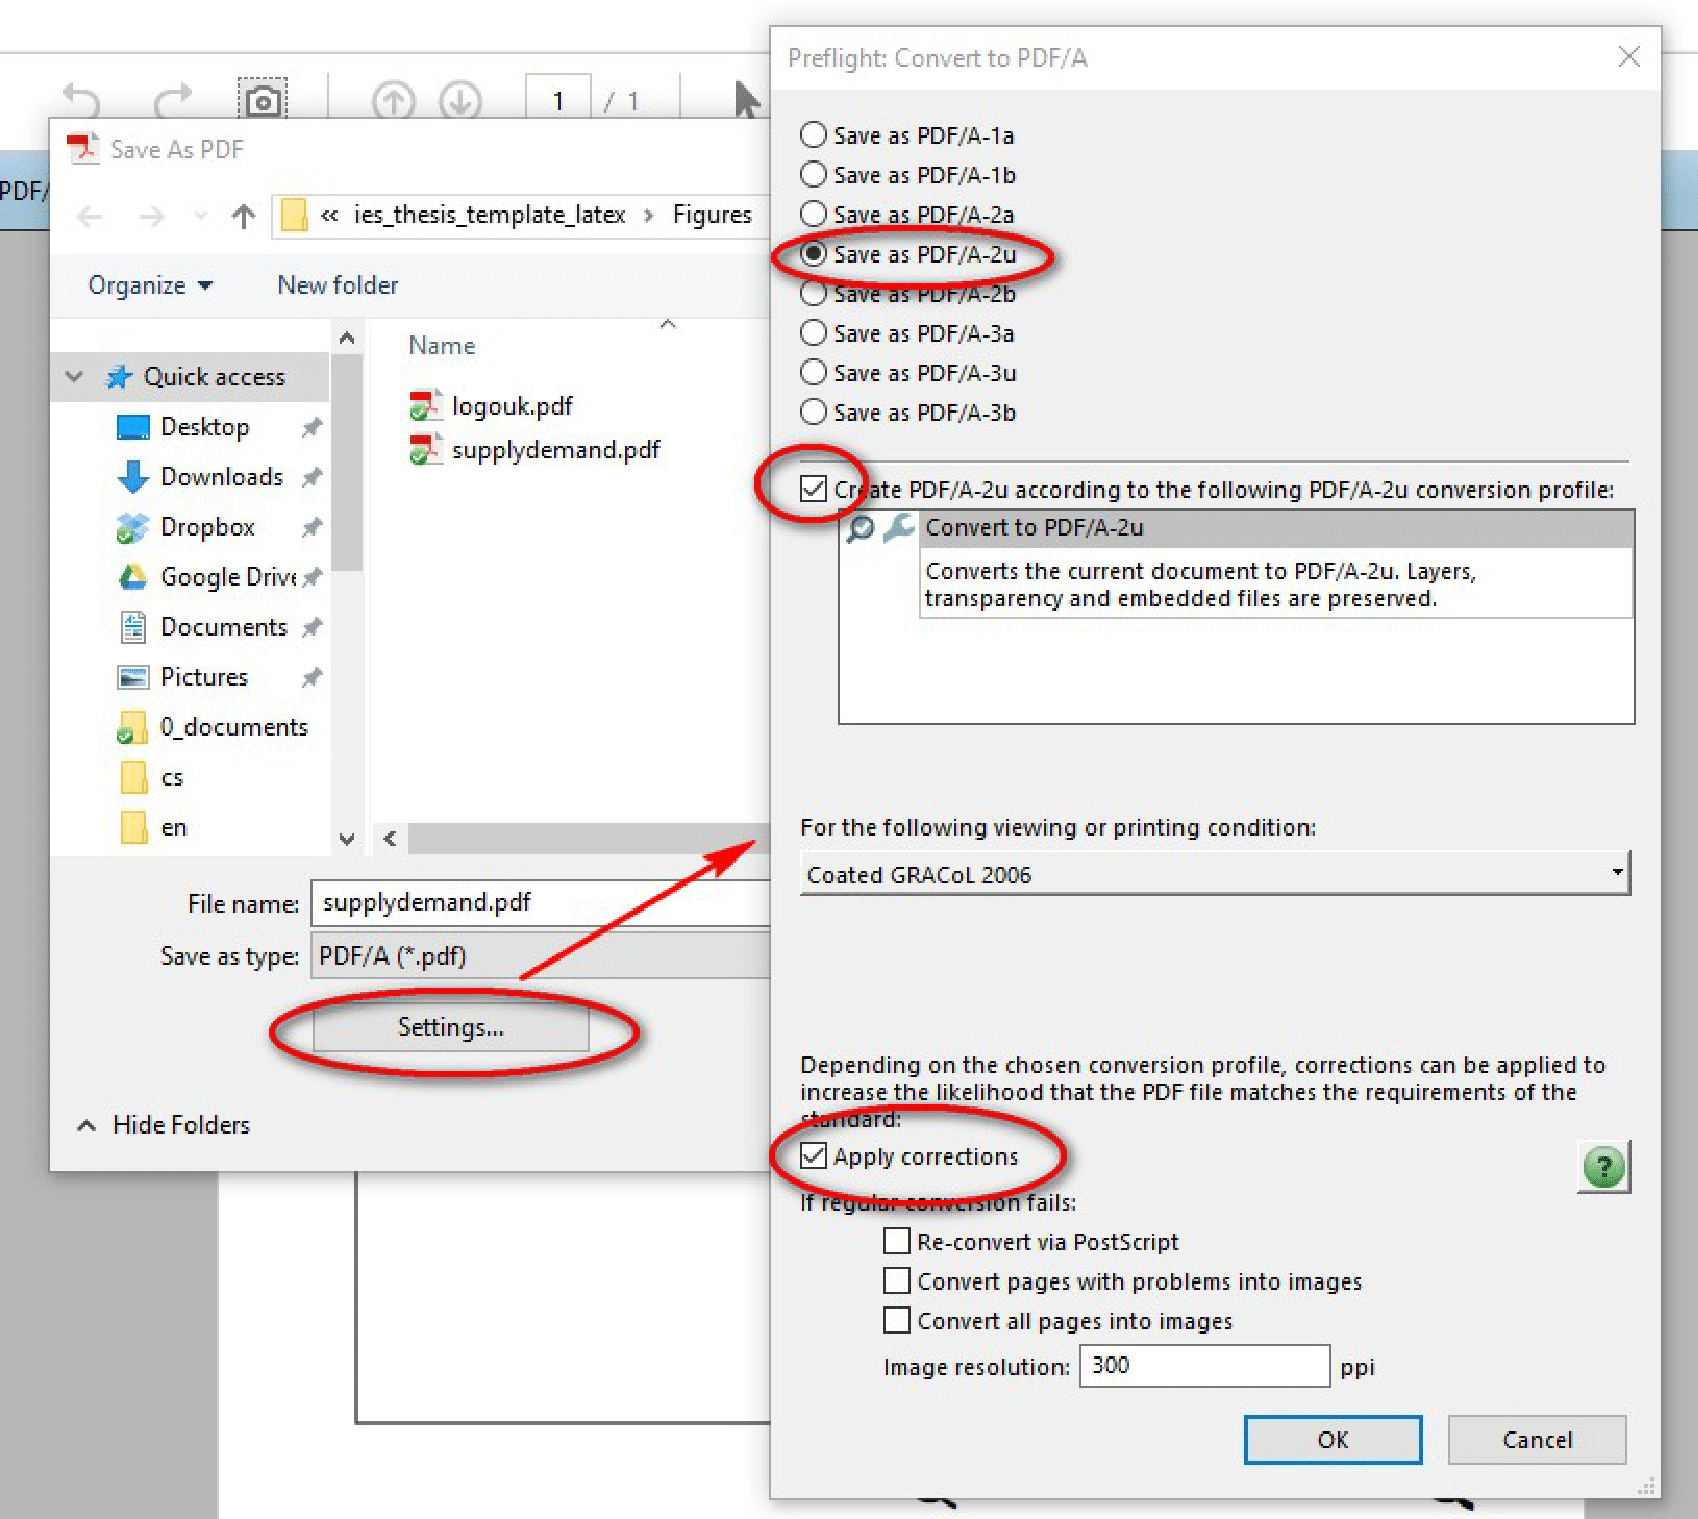 1 / 1
PDF/
Save As PDF
« ies_thesis_template_latex › Figures
Organize
New folder
Name
Quick access
Desktop
Downloads
Dropbox
Google Drive
Documents
Pictures
0_documents
cs
en
logouk.pdf
supplydemand.pdf
File name: supplydemand.pdf
Save as type: PDF/A (*.pdf)
Settings...
Hide Folders
Preflight: Convert to PDF/A
Save as PDF/A-1a
Save as PDF/A-1b
Save as PDF/A-2a
Save as PDF/A-2u
Save as PDF/A-2b
Save as PDF/A-3a
Save as PDF/A-3u
Save as PDF/A-3b
Create PDF/A-2u according to the following PDF/A-2u conversion profile:
Convert to PDF/A-2u
Converts the current document to PDF/A-2u. Layers,
transparency and embedded files are preserved.
For the following viewing or printing condition:
Coated GRACoL 2006
Depending on the chosen conversion profile, corrections can be applied to
increase the likelihood that the PDF file matches the requirements of the
standard:
Apply corrections
?
If regular conversion fails:
Re-convert via PostScript
Convert pages with problems into images
Convert all pages into images
Image resolution: 300 ppi
OK
Cancel